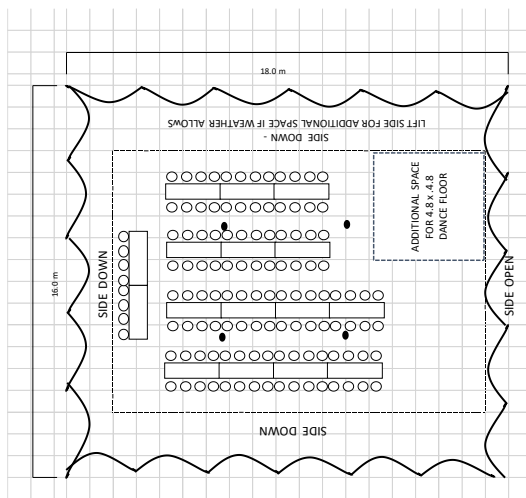 18.0 m
SIDE DOWN -
LIFT SIDE FOR ADDITIONAL SPACE IF WEATHER ALLOWS
ADDITIONAL SPACE
FOR 4.8 x .4.8
DANCE FLOOR
SIDE DOWN
16.0 m
SIDE OPEN
SIDE DOWN